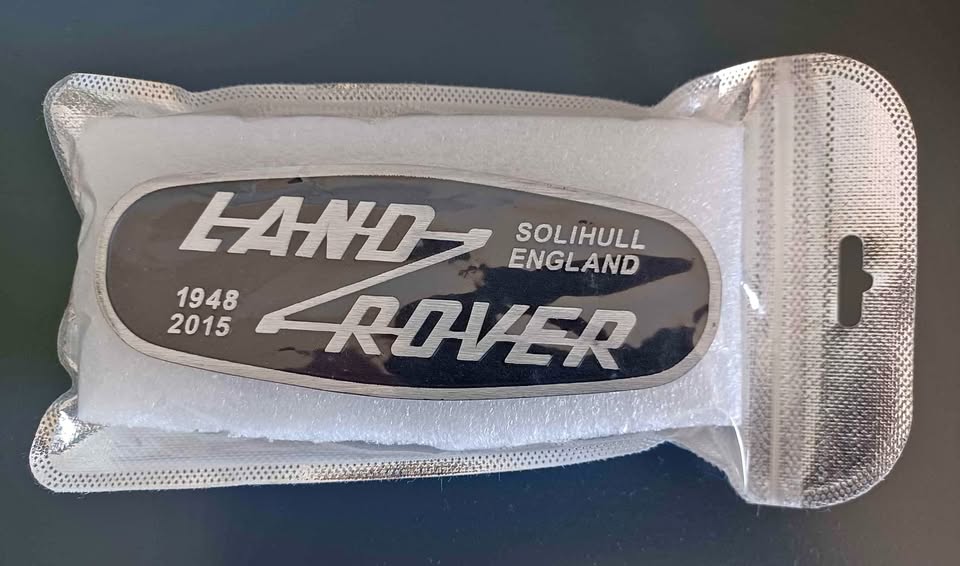 LAND
ROVER
SOLIHULL
ENGLAND
1948
2015